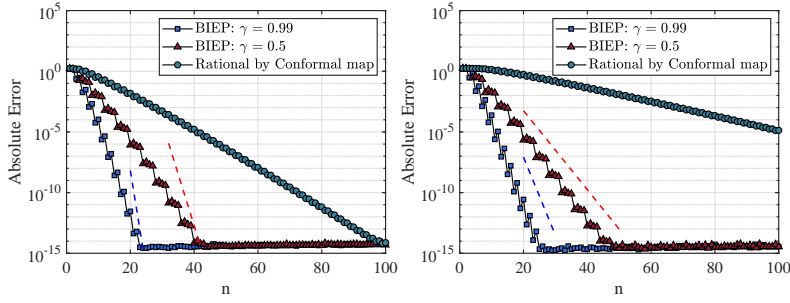 10^5
10^0
10^-5
10^-10
10^-15
Absolute Error
0 20 40 60 80 100
n
BIEP: γ = 0.99
BIEP: γ = 0.5
Rational by Conformal map
10^5
10^0
10^-5
10^-10
10^-15
Absolute Error
0 20 40 60 80 100
n
BIEP: γ = 0.99
BIEP: γ = 0.5
Rational by Conformal map